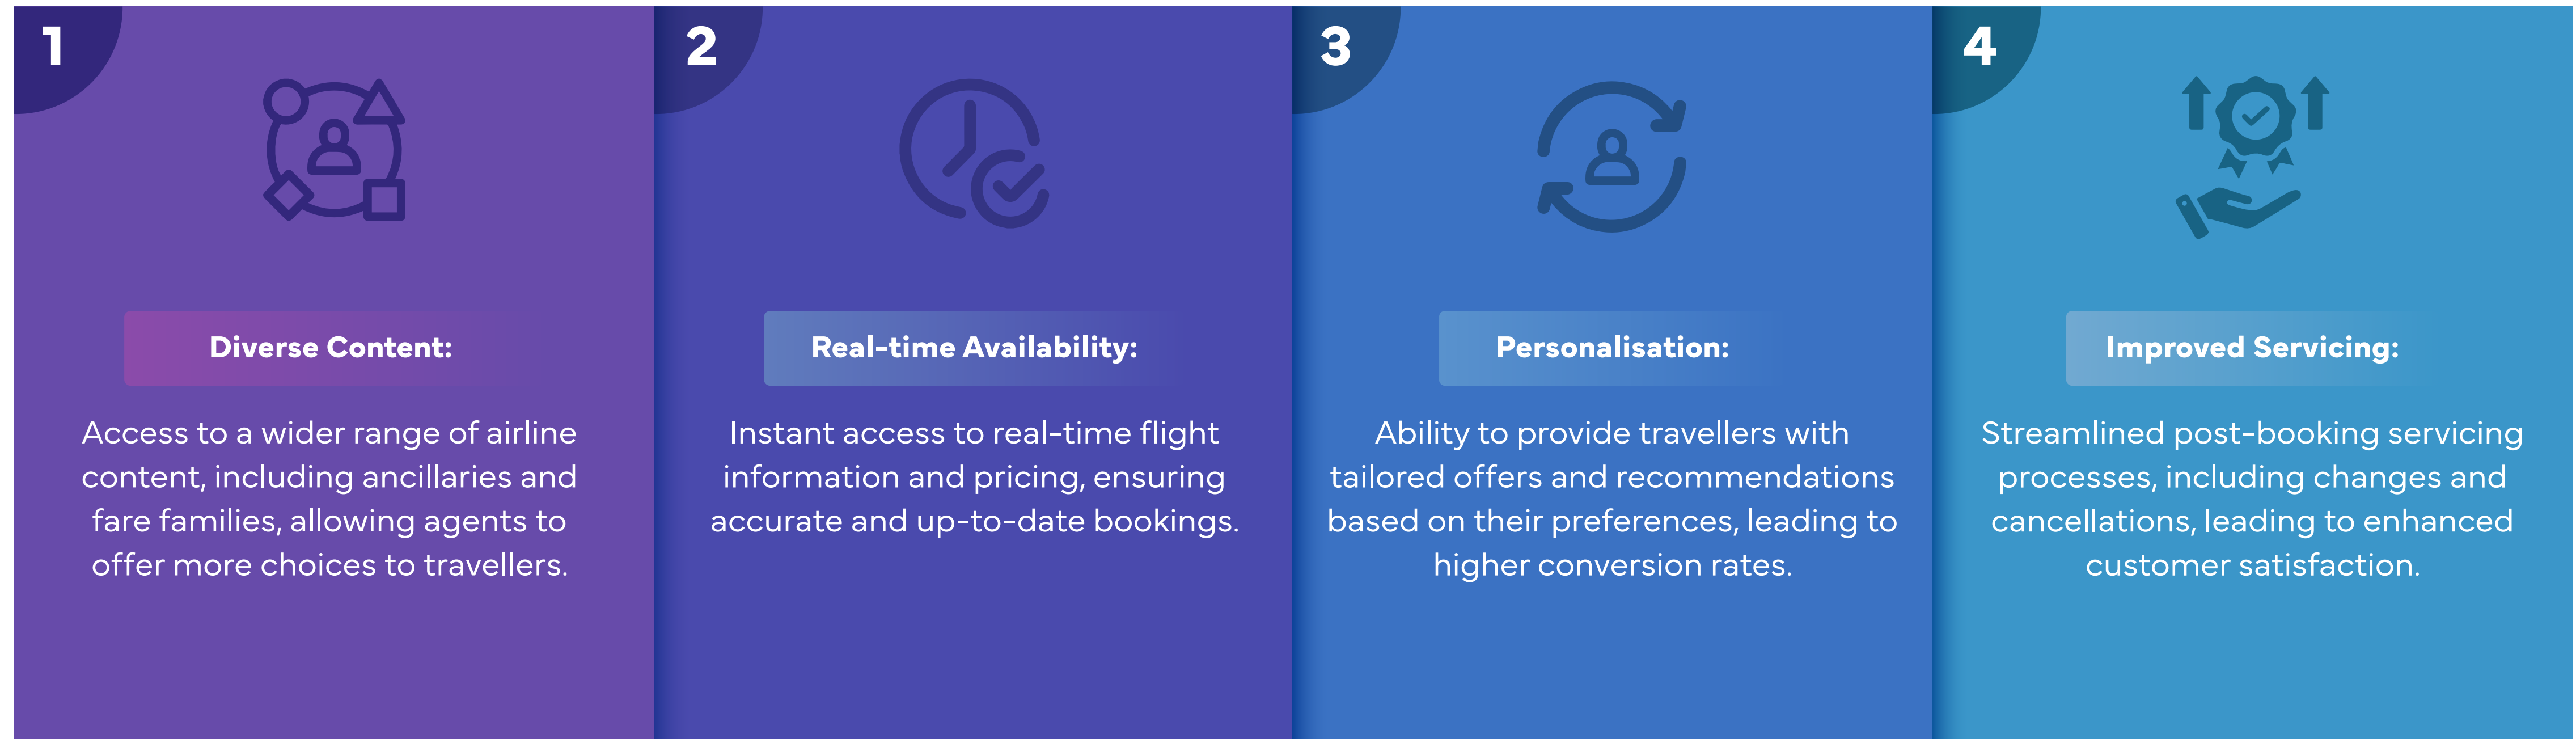 1
Diverse Content:
Access to a wider range of airline
content, including ancillaries and
fare families, allowing agents to
offer more choices to travellers.
2
Real-time Availability:
Instant access to real-time flight
information and pricing, ensuring
accurate and up-to-date bookings.
3
Personalisation:
Ability to provide travellers with
tailored offers and recommendations
based on their preferences, leading to
higher conversion rates.
4
Improved Servicing:
Streamlined post-booking servicing
processes, including changes and
cancellations, leading to enhanced
customer satisfaction.